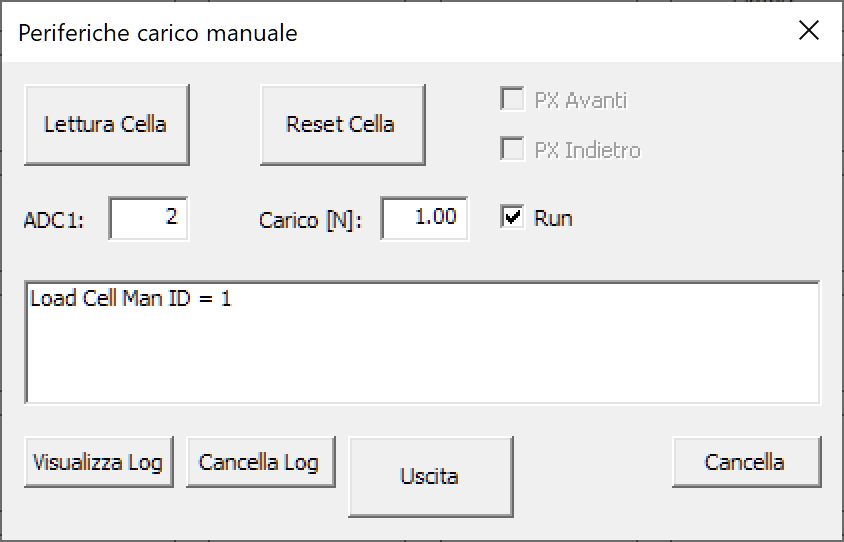 Periferiche carico manuale
Lettura Cella
Reset Cella
PX Avanti
PX Indietro
ADC1: 2
Carico [N]: 1.00
Run
Load Cell Man ID = 1
Visualizza Log
Cancella Log
Uscita
Cancella